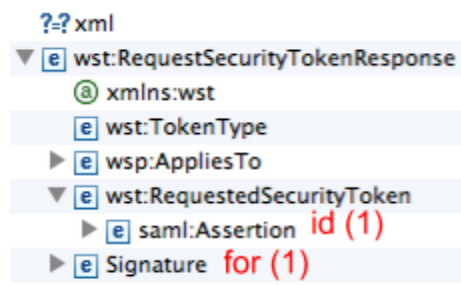 ?=? xml
e wst:RequestSecurityTokenResponse
a xmlns:wst
e wst:TokenType
e wsp:AppliesTo
e wst:RequestedSecurityToken
e saml:Assertion id (1)
e Signature for (1)